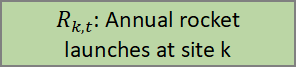 R_{k,t}: Annual rocket
launches at site k